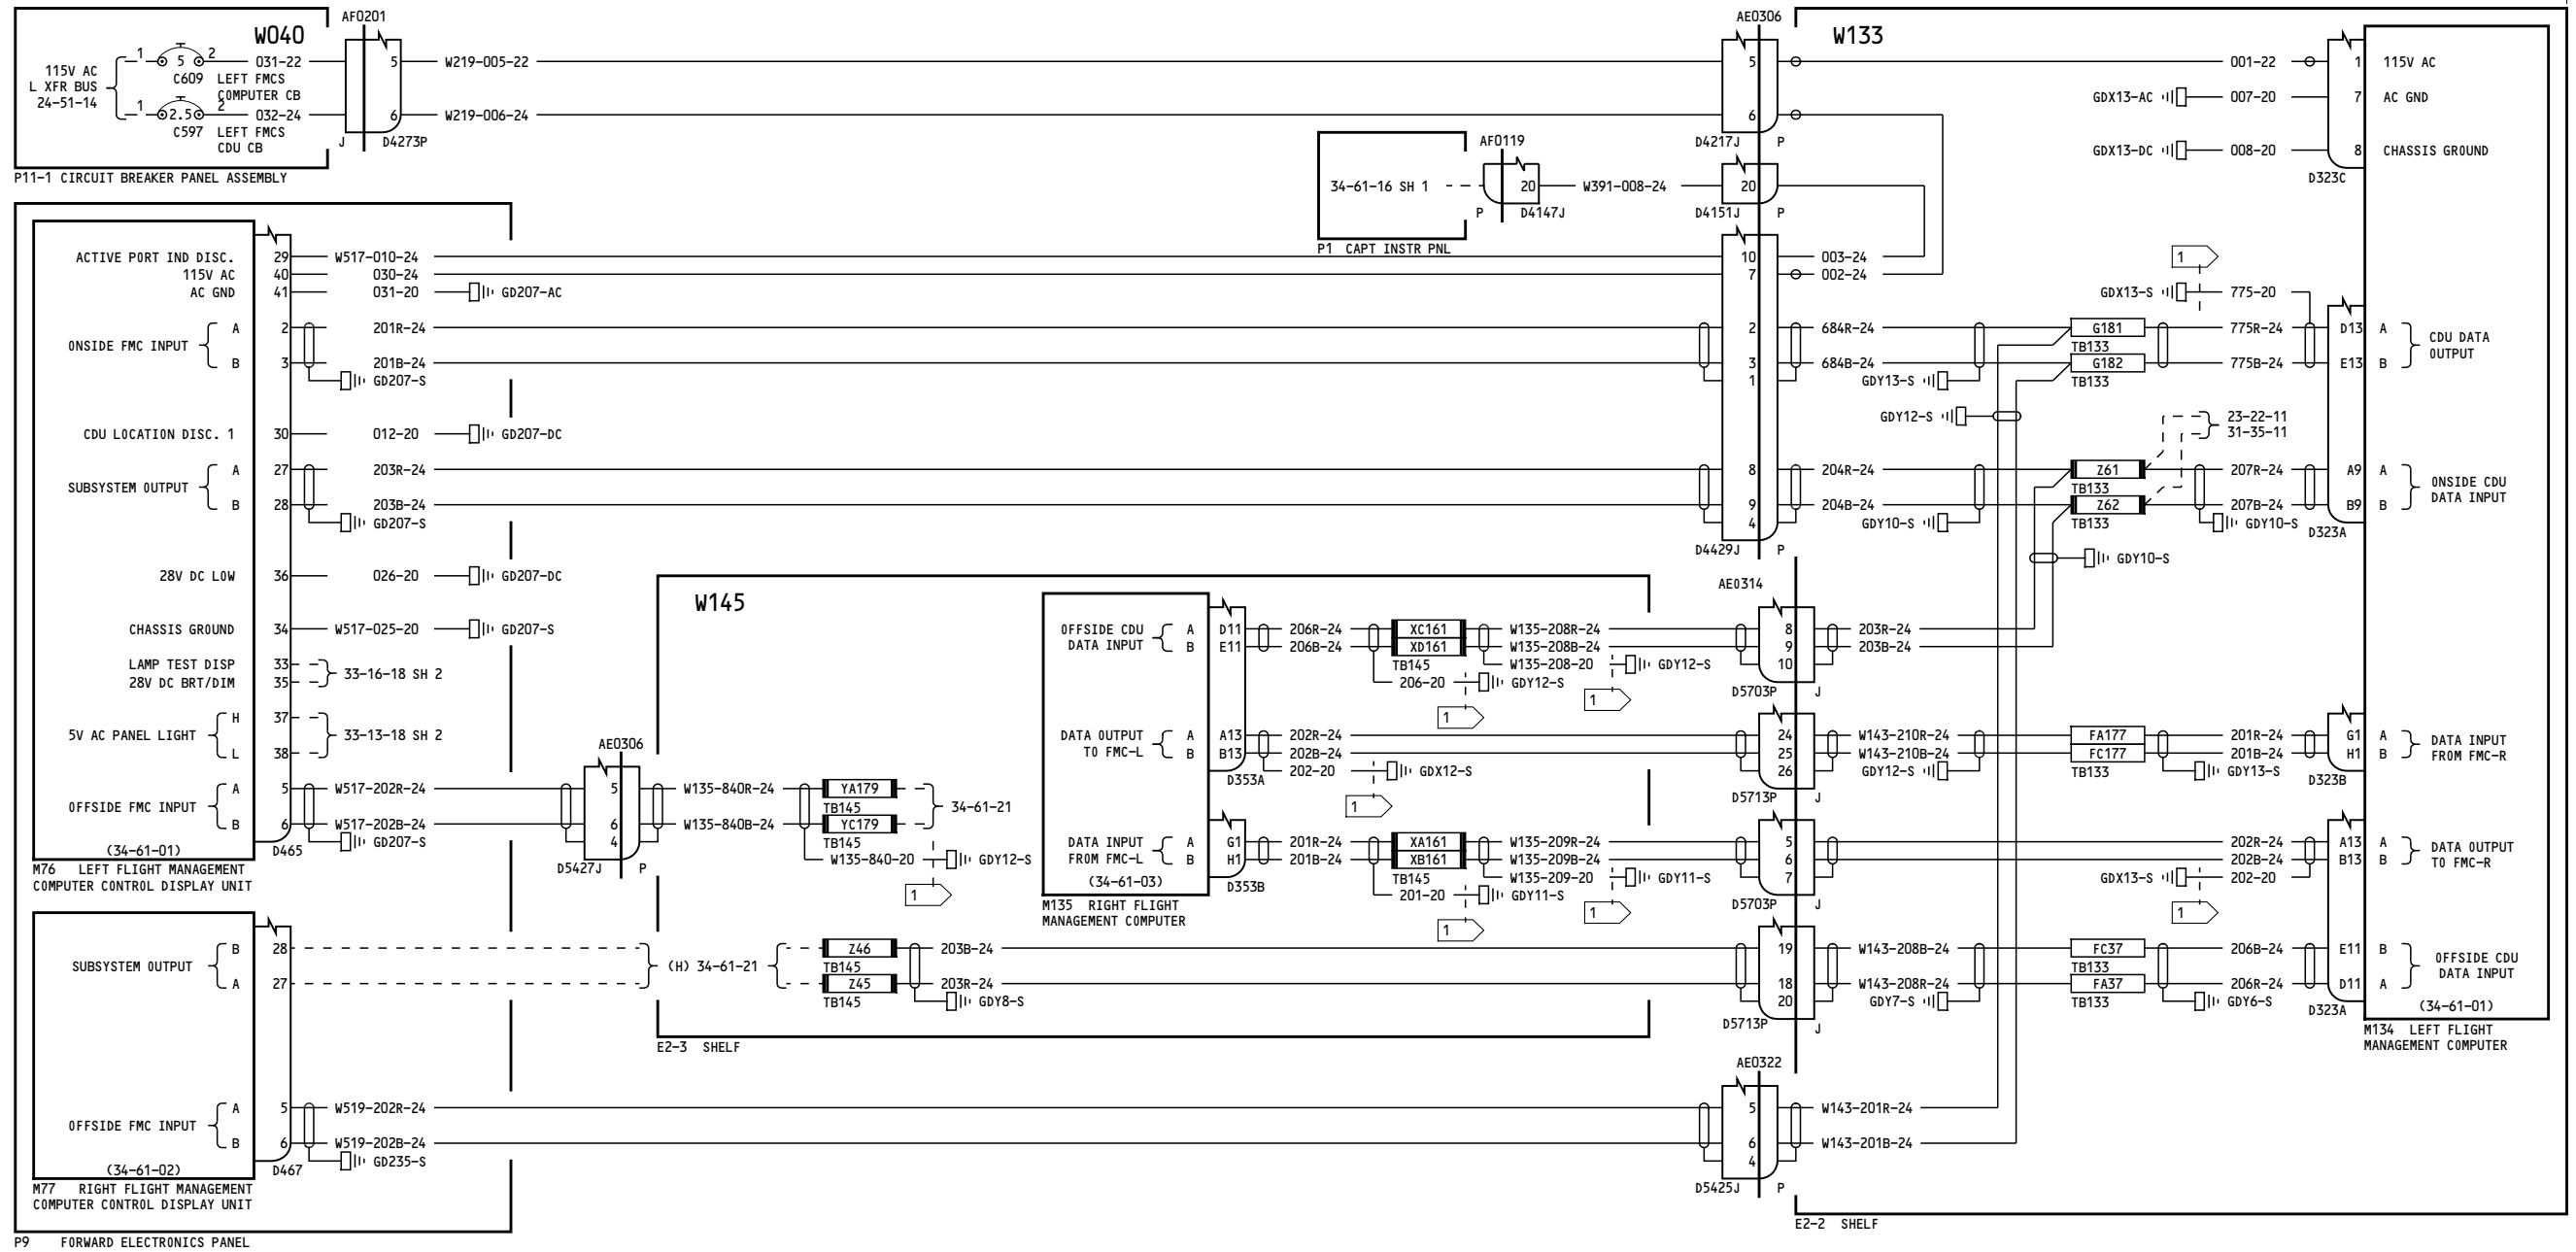 W040
AF0201
115V AC
L XFR BUS
24-51-14
1 5 2 031-22
C609 LEFT FMCS
COMPUTER CB
1 2.5 2 032-24
C597 LEFT FMCS
CDU CB
5 W219-005-22
6 W219-006-24
J D4273P
P11-1 CIRCUIT BREAKER PANEL ASSEMBLY
AF0119
34-61-16 SH 1
20 W391-008-24
P D4147J
P1 CAPT INSTR PNL
AE0306
5
6
D4217J P
20
D4151J P
10 003-24
7 002-24
2 684R-24
3 684B-24
1 GDY13-S
GDY12-S
8 204R-24
9 204B-24
4 GDY10-S
D4429J P
W133
001-22 1 115V AC
GDX13-AC 007-20 7 AC GND
GDX13-DC 008-20 8 CHASSIS GROUND
D323C
1
GDX13-S 775-20
G181 775R-24 D13 A
TB133
G182 775B-24 E13 B
TB133
CDU DATA
OUTPUT
23-22-11
31-35-11
Z61 207R-24 A9 A
TB133
Z62 207B-24 B9 B
TB133 GDY10-S
D323A
ONSIDE CDU
DATA INPUT
GDY10-S
ACTIVE PORT IND DISC. 29 W517-010-24
115V AC 40 030-24
AC GND 41 031-20 GD207-AC
ONSIDE FMC INPUT
A 2 201R-24
B 3 201B-24
GD207-S
CDU LOCATION DISC. 1 30 012-20 GD207-DC
SUBSYSTEM OUTPUT
A 27 203R-24
B 28 203B-24
GD207-S
28V DC LOW 36 026-20 GD207-DC
CHASSIS GROUND 34 W517-025-20 GD207-S
LAMP TEST DISP 33
28V DC BRT/DIM 35
33-16-18 SH 2
5V AC PANEL LIGHT
H 37
L 38
33-13-18 SH 2
OFFSIDE FMC INPUT
A 5 W517-202R-24
B 6 W517-202B-24
GD207-S
(34-61-01) D465
M76 LEFT FLIGHT MANAGEMENT
COMPUTER CONTROL DISPLAY UNIT
AE0306
5 W135-840R-24 YA179
TB145
6 W135-840B-24 YC179
TB145
34-61-21
4 W135-840-20 GDY12-S
D5427J P
1
W145
OFFSIDE CDU
DATA INPUT
A D11 206R-24 XC161 W135-208R-24
B E11 206B-24 XD161 W135-208B-24
TB145 W135-208-20 GDY12-S
206-20 GDY12-S
1
1
DATA OUTPUT
TO FMC-L
A A13 202R-24
B B13 202B-24
202-20 GDX12-S
D353A
1
DATA INPUT
FROM FMC-L
A G1 201R-24 XA161 W135-209R-24
B H1 201B-24 XB161 W135-209B-24
TB145 W135-209-20 GDY11-S
201-20 GDY11-S
(34-61-03) D353B
1
1
M135 RIGHT FLIGHT
MANAGEMENT COMPUTER
AE0314
8 203R-24
9 203B-24
10
D5703P J
24 W143-210R-24 FA177 201R-24 G1 A
25 W143-210B-24 FC177 201B-24 H1 B
26 GDY12-S TB133 GDY13-S
D5713P J
D323B
DATA INPUT
FROM FMC-R
5 202R-24 A13 A
6 202B-24 B13 B
7 GDX13-S 202-20
D5703P J
DATA OUTPUT
TO FMC-R
1
SUBSYSTEM OUTPUT
B 28
A 27
(H) 34-61-21
Z46 203B-24
TB145
Z45 203R-24
TB145 GDY8-S
19 W143-208B-24 FC37 206B-24 E11 B
TB133
18 W143-208R-24 FA37 206R-24 D11 A
20 GDY7-S TB133 GDY6-S
D5713P J
D323A
OFFSIDE CDU
DATA INPUT
(34-61-01)
M134 LEFT FLIGHT
MANAGEMENT COMPUTER
E2-3 SHELF
OFFSIDE FMC INPUT
A 5 W519-202R-24
B 6 W519-202B-24
GD235-S
(34-61-02) D467
M77 RIGHT FLIGHT MANAGEMENT
COMPUTER CONTROL DISPLAY UNIT
AE0322
5 W143-201R-24
6 W143-201B-24
4
D5425J P
E2-2 SHELF
P9 FORWARD ELECTRONICS PANEL